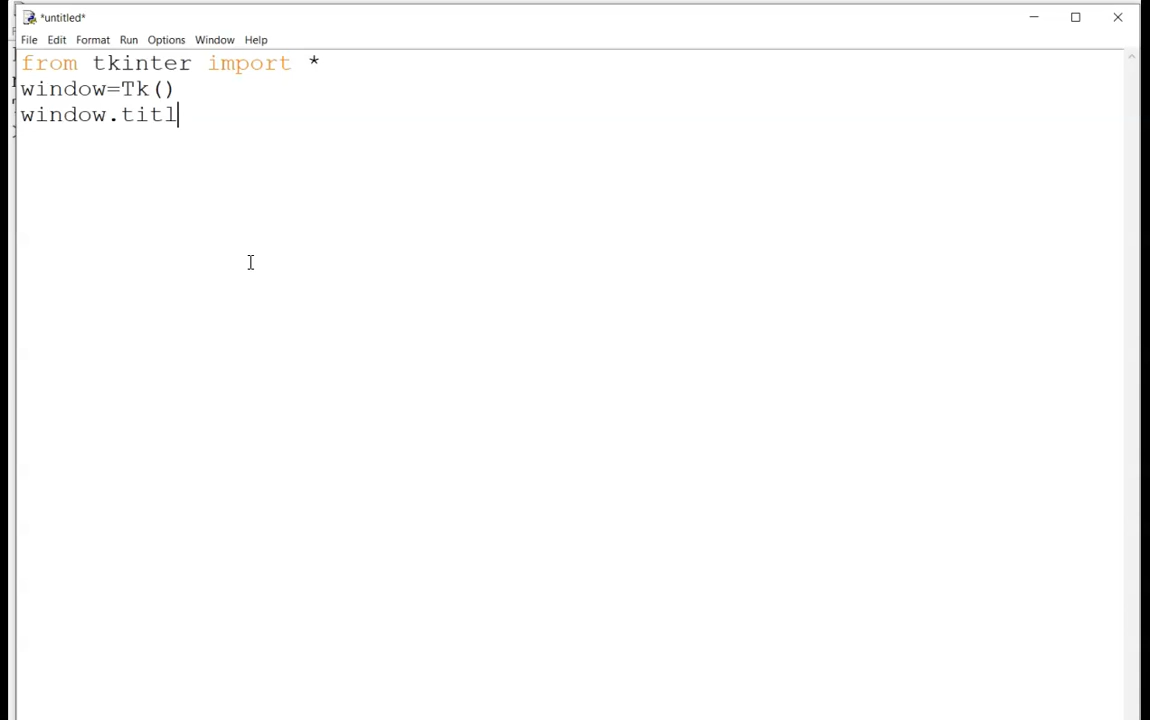 *untitled*
File Edit Format Run Options Window Help
from tkinter import *
window=Tk()
window.titl